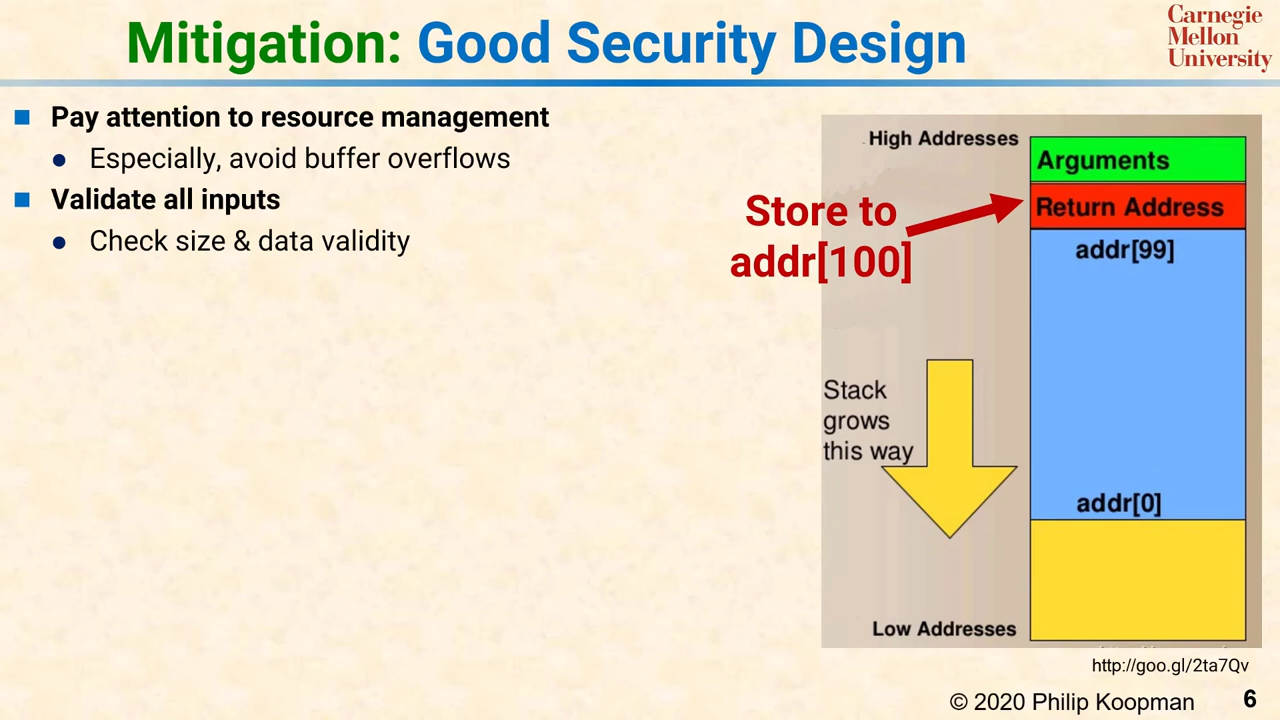 Mitigation: Good Security Design
Carnegie
Mellon
University
■ Pay attention to resource management
● Especially, avoid buffer overflows
■ Validate all inputs
● Check size & data validity
High Addresses
Arguments
Store to
addr[100]
Return Address
addr[99]
Stack
grows
this way
addr[0]
Low Addresses
http://goo.gl/2ta7Qv
© 2020 Philip Koopman
6